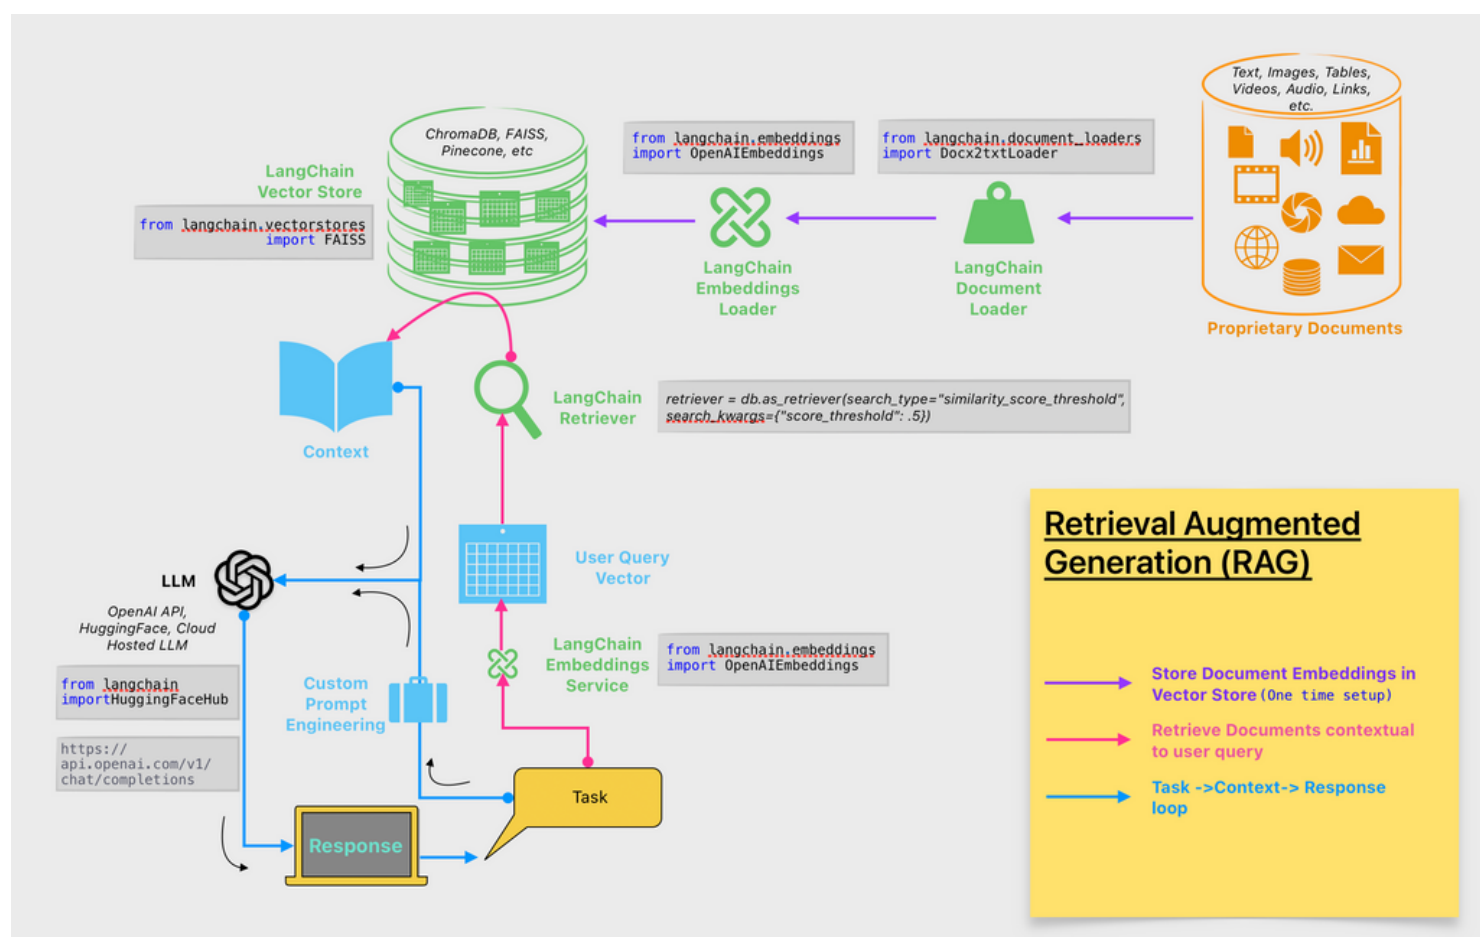 Text, Images, Tables,
Videos, Audio, Links,
etc.
Proprietary Documents
from langchain.document_loaders
import Docx2txtLoader
LangChain
Document
Loader
from langchain.embeddings
import OpenAIEmbeddings
LangChain
Embeddings
Loader
ChromaDB, FAISS,
Pinecone, etc
LangChain
Vector Store
from langchain.vectorstores
import FAISS
Context
LangChain
Retriever
retriever = db.as_retriever(search_type="similarity_score_threshold",
search_kwargs={"score_threshold": .5})
User Query
Vector
LangChain
Embeddings
Service
from langchain.embeddings
import OpenAIEmbeddings
LLM
OpenAI API,
HuggingFace, Cloud
Hosted LLM
from langchain
importHuggingFaceHub
https://
api.openai.com/v1/
chat/completions
Custom
Prompt
Engineering
Task
Response
Retrieval Augmented
Generation (RAG)
Store Document Embeddings in
Vector Store (One time setup)
Retrieve Documents contextual
to user query
Task ->Context-> Response
loop